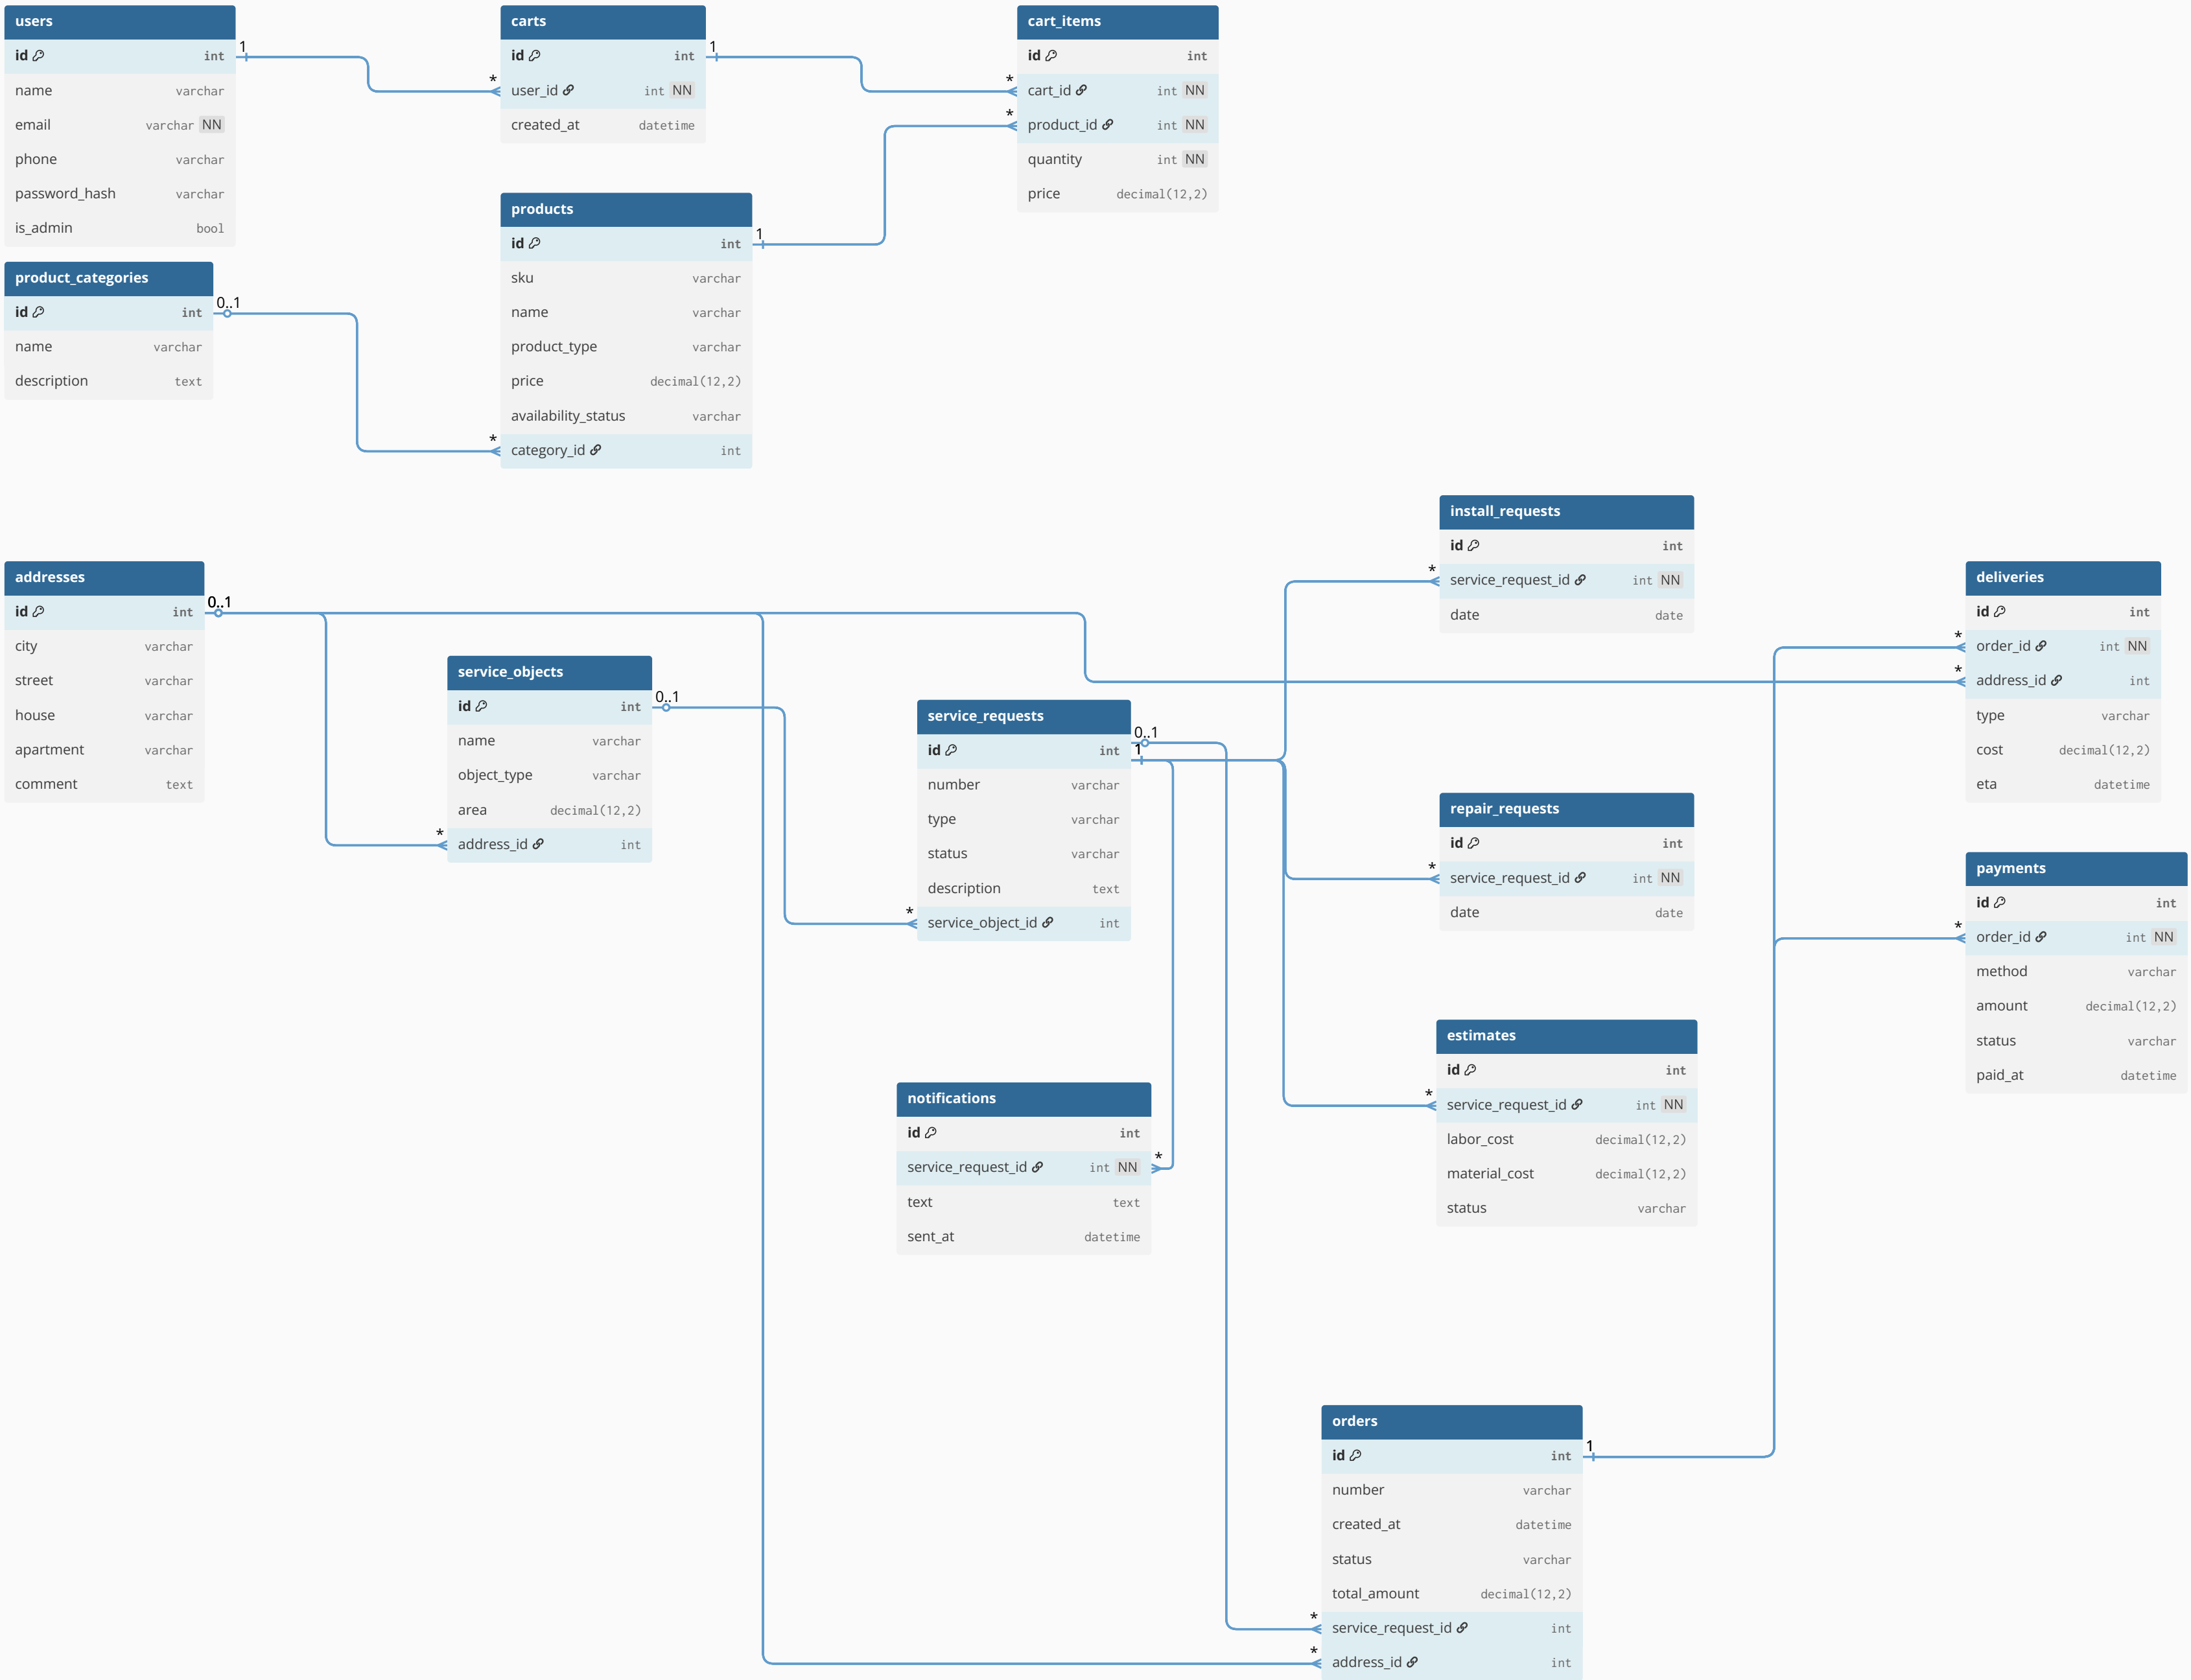 users
id int
name varchar
email varchar NN
phone varchar
password_hash varchar
is_admin bool
1
*
carts
id int
user_id int NN
created_at datetime
1
*
*
cart_items
id int
cart_id int NN
product_id int NN
quantity int NN
price decimal(12,2)
products
id int
sku varchar
name varchar
product_type varchar
price decimal(12,2)
availability_status varchar
category_id int
1
product_categories
id int
name varchar
description text
0..1
*
addresses
id int
city varchar
street varchar
house varchar
apartment varchar
comment text
0..1
*
service_objects
id int
name varchar
object_type varchar
area decimal(12,2)
address_id int
0..1
*
service_requests
id int
number varchar
type varchar
status varchar
description text
service_object_id int
0..1
1
*
install_requests
id int
service_request_id int NN
date date
*
repair_requests
id int
service_request_id int NN
date date
*
estimates
id int
service_request_id int NN
labor_cost decimal(12,2)
material_cost decimal(12,2)
status varchar
notifications
id int
service_request_id int NN
text text
sent_at datetime
*
*
*
deliveries
id int
order_id int NN
address_id int
type varchar
cost decimal(12,2)
eta datetime
*
payments
id int
order_id int NN
method varchar
amount decimal(12,2)
status varchar
paid_at datetime
orders
id int
number varchar
created_at datetime
status varchar
total_amount decimal(12,2)
service_request_id int
address_id int
1
*
*